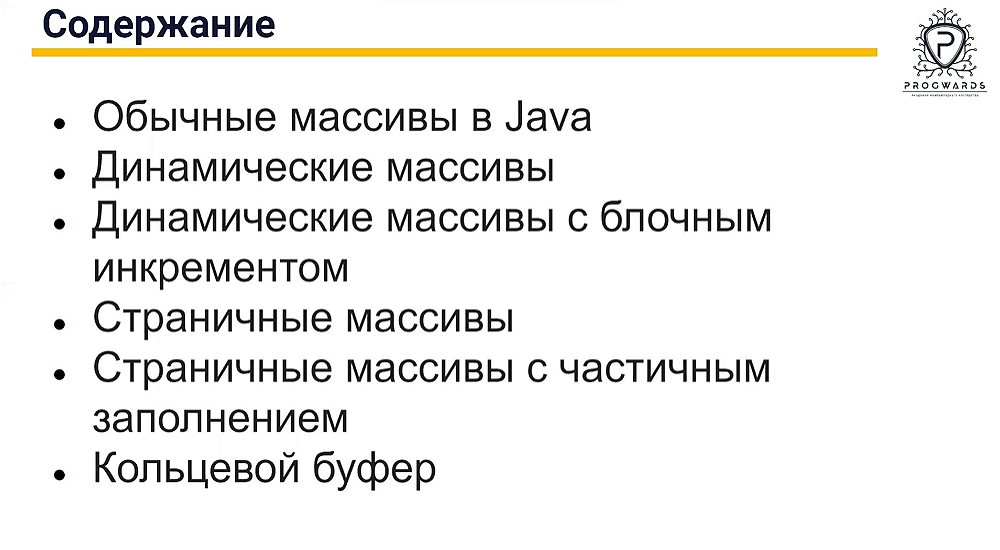 Содержание
PROGWARDS
Обычные массивы в Java
Динамические массивы
Динамические массивы с блочным
инкрементом
Страничные массивы
Страничные массивы с частичным
заполнением
Кольцевой буфер